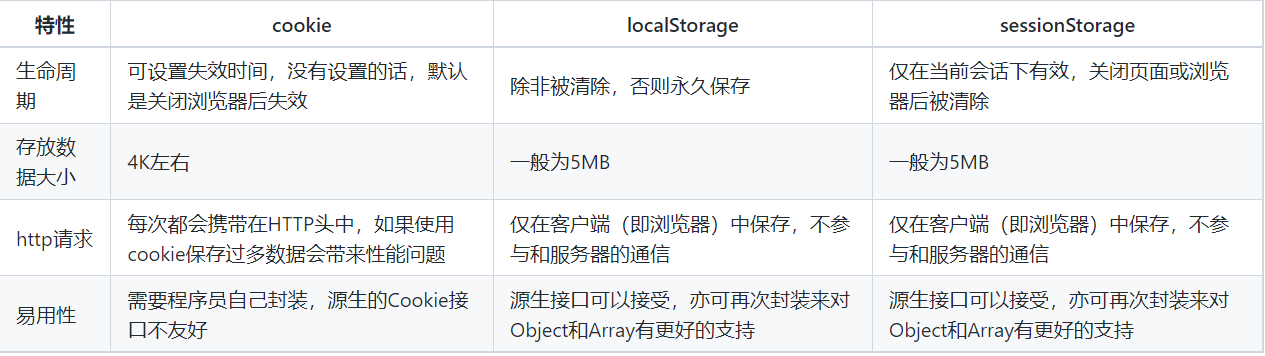 特性
cookie
localStorage
sessionStorage
生命周
期
可设置失效时间，没有设置的话，默认
是关闭浏览器后失效
除非被清除，否则永久保存
仅在当前会话下有效，关闭页面或浏览
器后被清除
存放数
据大小
4K左右
一般为5MB
一般为5MB
http请求
每次都会携带在HTTP头中，如果使用
cookie保存过多数据会带来性能问题
仅在客户端（即浏览器）中保存，不参
与和服务器的通信
仅在客户端（即浏览器）中保存，不参
与和服务器的通信
易用性
需要程序员自己封装，源生的Cookie接
口不友好
源生接口可以接受，亦可再次封装来对
Object和Array有更好的支持
源生接口可以接受，亦可再次封装来对
Object和Array有更好的支持